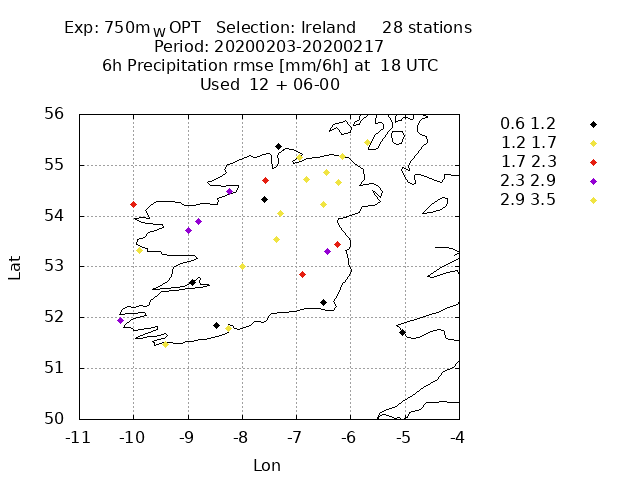 Exp: 750m_W OPT Selection: Ireland 28 stations
Period: 20200203-20200217
6h Precipitation rmse [mm/6h] at 18 UTC
Used 12 + 06-00
0.6 1.2
1.2 1.7
1.7 2.3
2.3 2.9
2.9 3.5
56
55
54
53
52
51
50
Lat
-11 -10 -9 -8 -7 -6 -5 -4
Lon